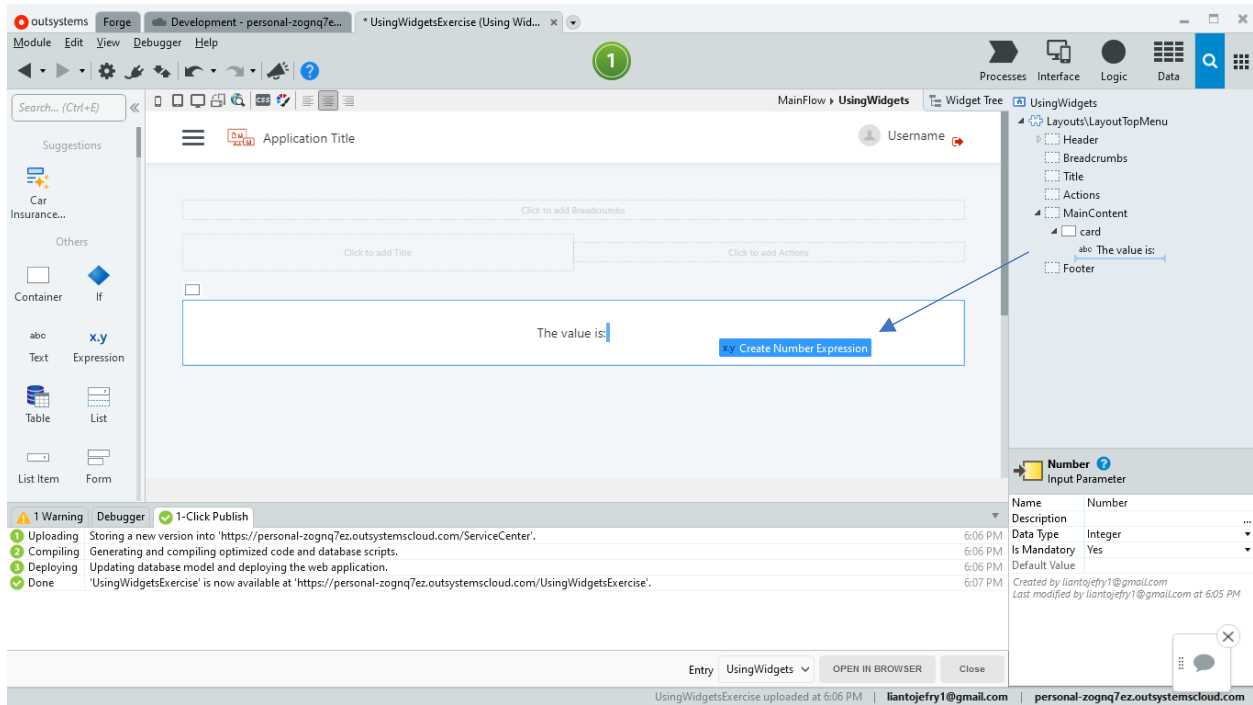 outsystems Forge Development - personal-zognq7e... * UsingWidgetsExercise (Using Wid...
Module Edit View Debugger Help
1
Processes Interface Logic Data
Search... (Ctrl+E)
css
MainFlow UsingWidgets
Widget Tree
Suggestions
Car
Insurance...
Others
Container If
abc x.y
Text Expression
Table List
List Item Form
Application Title
Username
Click to add Breadcrumbs
Click to add Title Click to add Actions
The value is:
x.y Create Number Expression
UsingWidgets
Layouts\LayoutTopMenu
Header
Breadcrumbs
Title
Actions
MainContent
card
abc The value is:
Footer
Number
Input Parameter
Name Number
Description ...
Data Type Integer
Is Mandatory Yes
Default Value
Created by liantojefry1@gmail.com
Last modified by liantojefry1@gmail.com at 6:05 PM
1 Warning Debugger 1-Click Publish
1 Uploading Storing a new version into 'https://personal-zognq7ez.outsystemscloud.com/ServiceCenter'. 6:06 PM
2 Compiling Generating and compiling optimized code and database scripts. 6:06 PM
3 Deploying Updating database model and deploying the web application. 6:06 PM
Done 'UsingWidgetsExercise' is now available at 'https://personal-zognq7ez.outsystemscloud.com/UsingWidgetsExercise'. 6:07 PM
Entry UsingWidgets OPEN IN BROWSER Close
UsingWidgetsExercise uploaded at 6:06 PM | liantojefry1@gmail.com | personal-zognq7ez.outsystemscloud.com